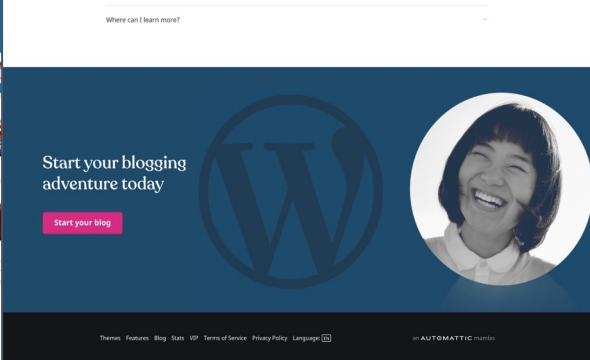 Where can I learn more?
Start your blogging
adventure today
Start your blog
Themes Features Blog Stats VIP Terms of Service Privacy Policy Language: EN
an AUTOMATTIC mambo